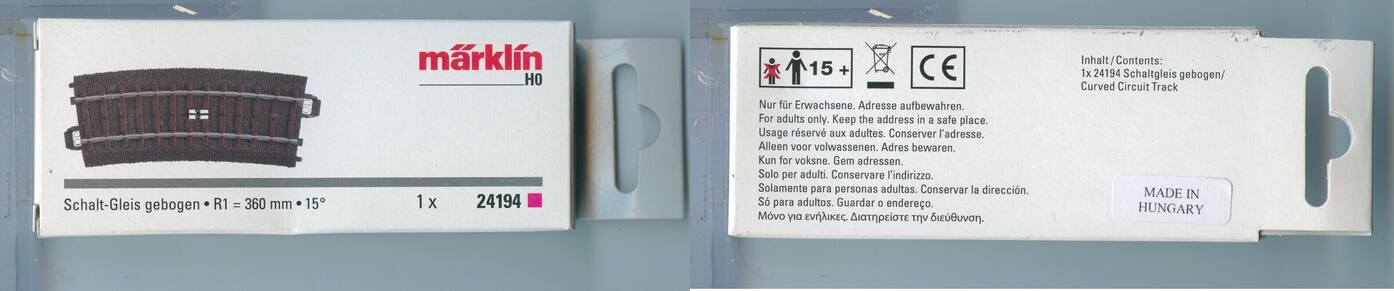 märklin
H0
Schalt-Gleis gebogen • R1 = 360 mm • 15° 1 x 24194
15 +
CE
Inhalt/Contents:
1x 24194 Schaltgleis gebogen/
Curved Circuit Track
Nur für Erwachsene. Adresse aufbewahren.
For adults only. Keep the address in a safe place.
Usage réservé aux adultes. Conserver l'adresse.
Alleen voor volwassenen. Adres bewaren.
Kun for voksne. Gem adressen.
Solo per adulti. Conservare l'indirizzo.
Solamente para personas adultas. Conservar la dirección.
Só para adultos. Guardar o endereço.
Μόνο για ενήλικες. Διατηρείστε την διεύθυνση.
MADE IN
HUNGARY